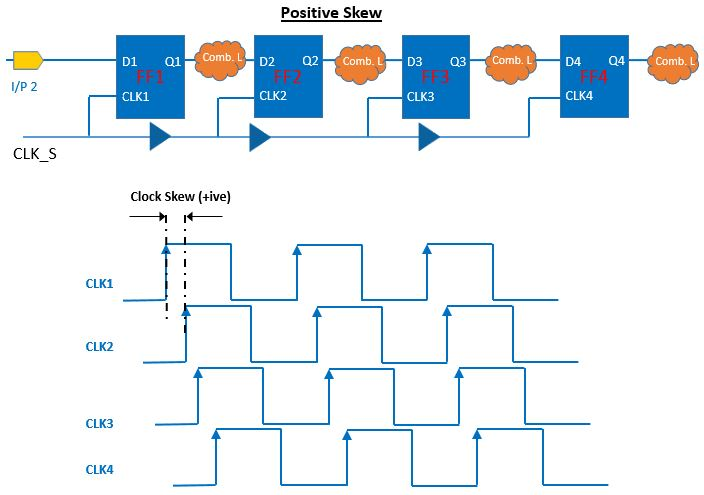 Positive Skew
D1 Q1 Comb. L D2 Q2 Comb. L D3 Q3 Comb. L D4 Q4 Comb. L
FF1 FF2 FF3 FF4
I/P 2 CLK1 CLK2 CLK3 CLK4
CLK_S
Clock Skew (+ive)
CLK1
CLK2
CLK3
CLK4